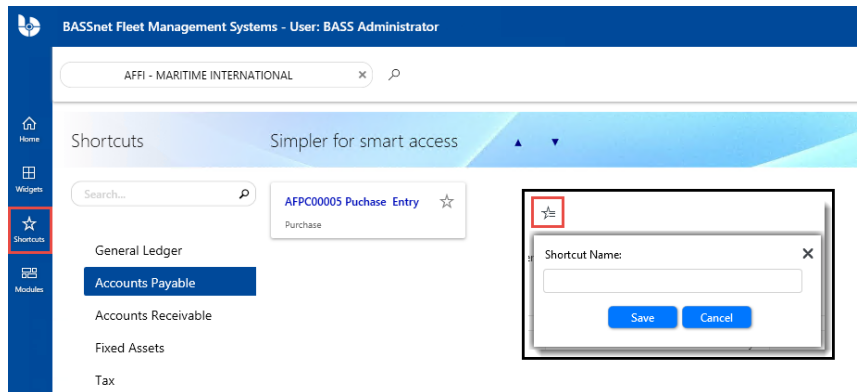 BASSnet Fleet Management Systems - User: BASS Administrator
AFFI - MARITIME INTERNATIONAL
Home
Widgets
Shortcuts
Modules
Shortcuts
Simpler for smart access
Search...
General Ledger
Accounts Payable
Accounts Receivable
Fixed Assets
Tax
AFPC00005 Puchase Entry
Purchase
Shortcut Name:
Save Cancel